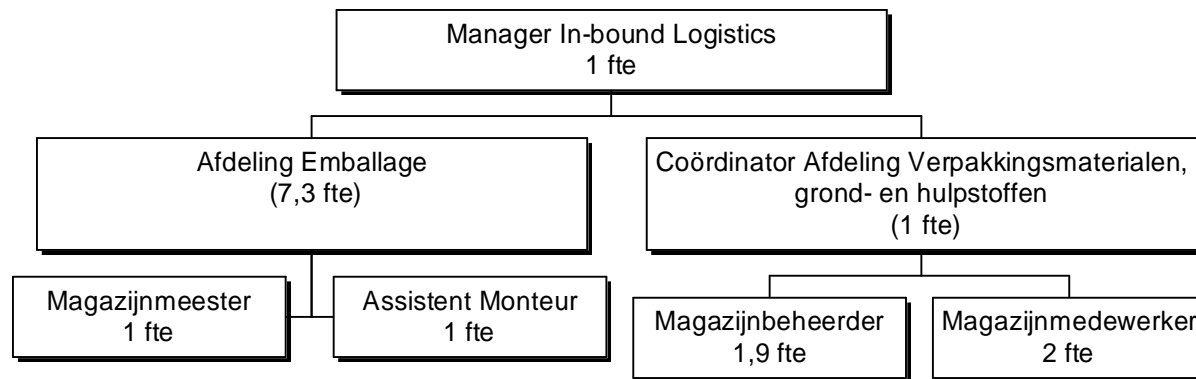 Manager In-bound Logistics
1 fte
Afdeling Emballage
(7,3 fte)
Coördinator Afdeling Verpakkingsmaterialen,
grond- en hulpstoffen
(1 fte)
Magazijnmeester
1 fte
Assistent Monteur
1 fte
Magazijnbeheerder
1,9 fte
Magazijnmedewerker
2 fte